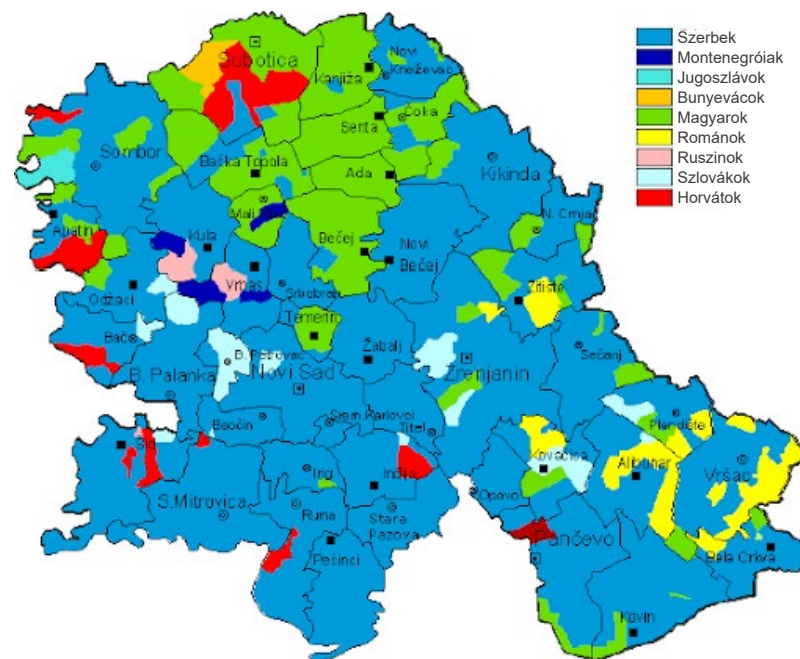 Szerbek
Montenegróiak
Jugoszlávok
Bunyevácok
Magyarok
Románok
Ruszinok
Szlovákok
Horvátok
Subotica
Kanjiža
Novi
Kneževac
Senta
Čoka
Sombor
Bačka Topola
Ada
Kikinda
Mali
Apatin
Kula
Bečej
Novi
Bečej
N. Crnja
Odžaci
Vrbas
Srbobran
Žitište
Temerin
Bač
B. Petrovac
Žabalj
Sečanj
B. Palanka
Novi Sad
Zrenjanin
Beočin
Srem Karlovci
Titel
Plandište
Šid
Kovačica
Alibunar
Vršac
Irig
Inđija
Opovo
S.Mitrovica
Ruma
Stara
Pazova
Pančevo
Pećinci
Bela Crkva
Kovin